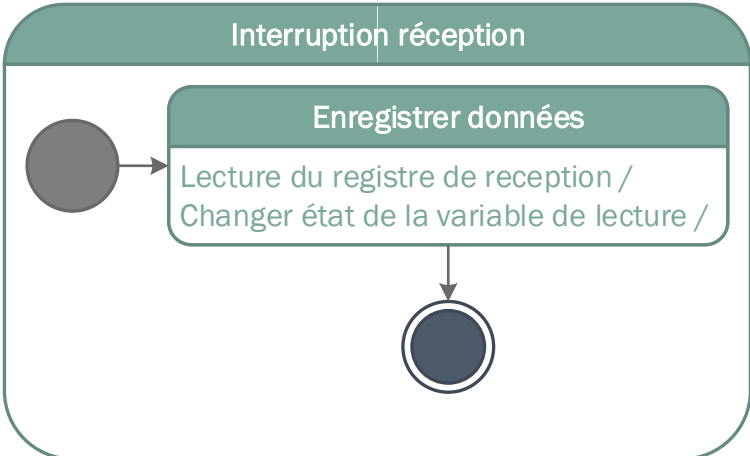 Interruption réception
Enregistrer données
Lecture du registre de reception /
Changer état de la variable de lecture /